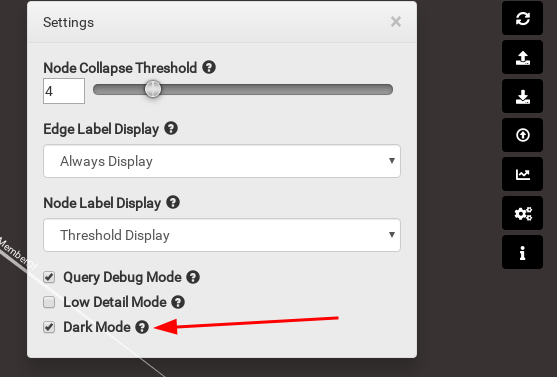 Settings ×
Node Collapse Threshold ?
4
Edge Label Display ?
Always Display
Node Label Display ?
Threshold Display
Query Debug Mode ?
Low Detail Mode ?
Dark Mode ?